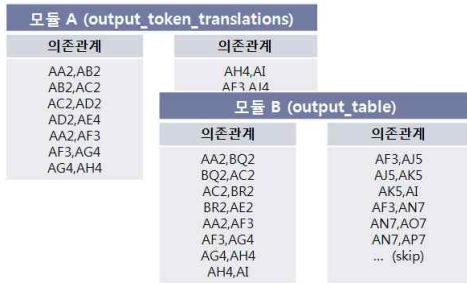 모듈 A (output_token_translations)
의존관계
AA2,AB2
AB2,AC2
AC2,AD2
AD2,AE4
AA2,AF3
AF3,AG4
AG4,AH4
의존관계
AH4,AI
AF3,AJ4
모듈 B (output_table)
의존관계
AA2,BQ2
BQ2,AC2
AC2,BR2
BR2,AE2
AA2,AF3
AF3,AG4
AG4,AH4
AH4,AI
의존관계
AF3,AJ5
AJ5,AK5
AK5,AI
AF3,AN7
AN7,AO7
AN7,AP7
... (skip)